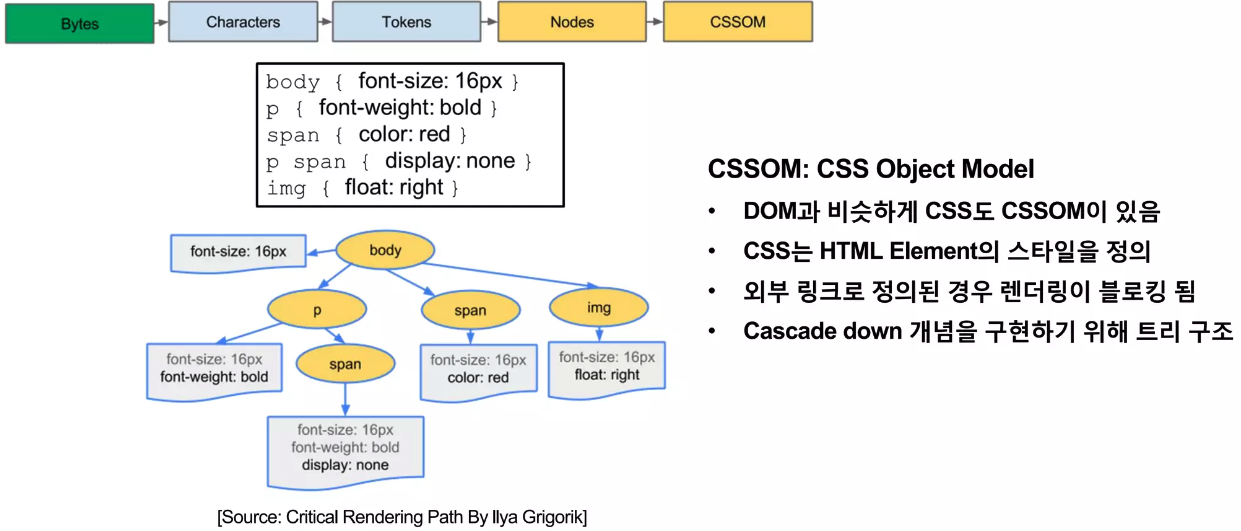 Bytes
Characters
Tokens
Nodes
CSSOM
body { font-size: 16px }
p { font-weight: bold }
span { color: red }
p span { display: none }
img { float: right }
font-size: 16px
body
p
span
img
font-size: 16px
font-weight: bold
span
font-size: 16px
color: red
font-size: 16px
float: right
font-size: 16px
font-weight: bold
display: none
[Source: Critical Rendering Path By Ilya Grigorik]
CSSOM: CSS Object Model
• DOM과 비슷하게 CSS도 CSSOM이 있음
• CSS는 HTML Element의 스타일을 정의
• 외부 링크로 정의된 경우 렌더링이 블로킹 됨
• Cascade down 개념을 구현하기 위해 트리 구조